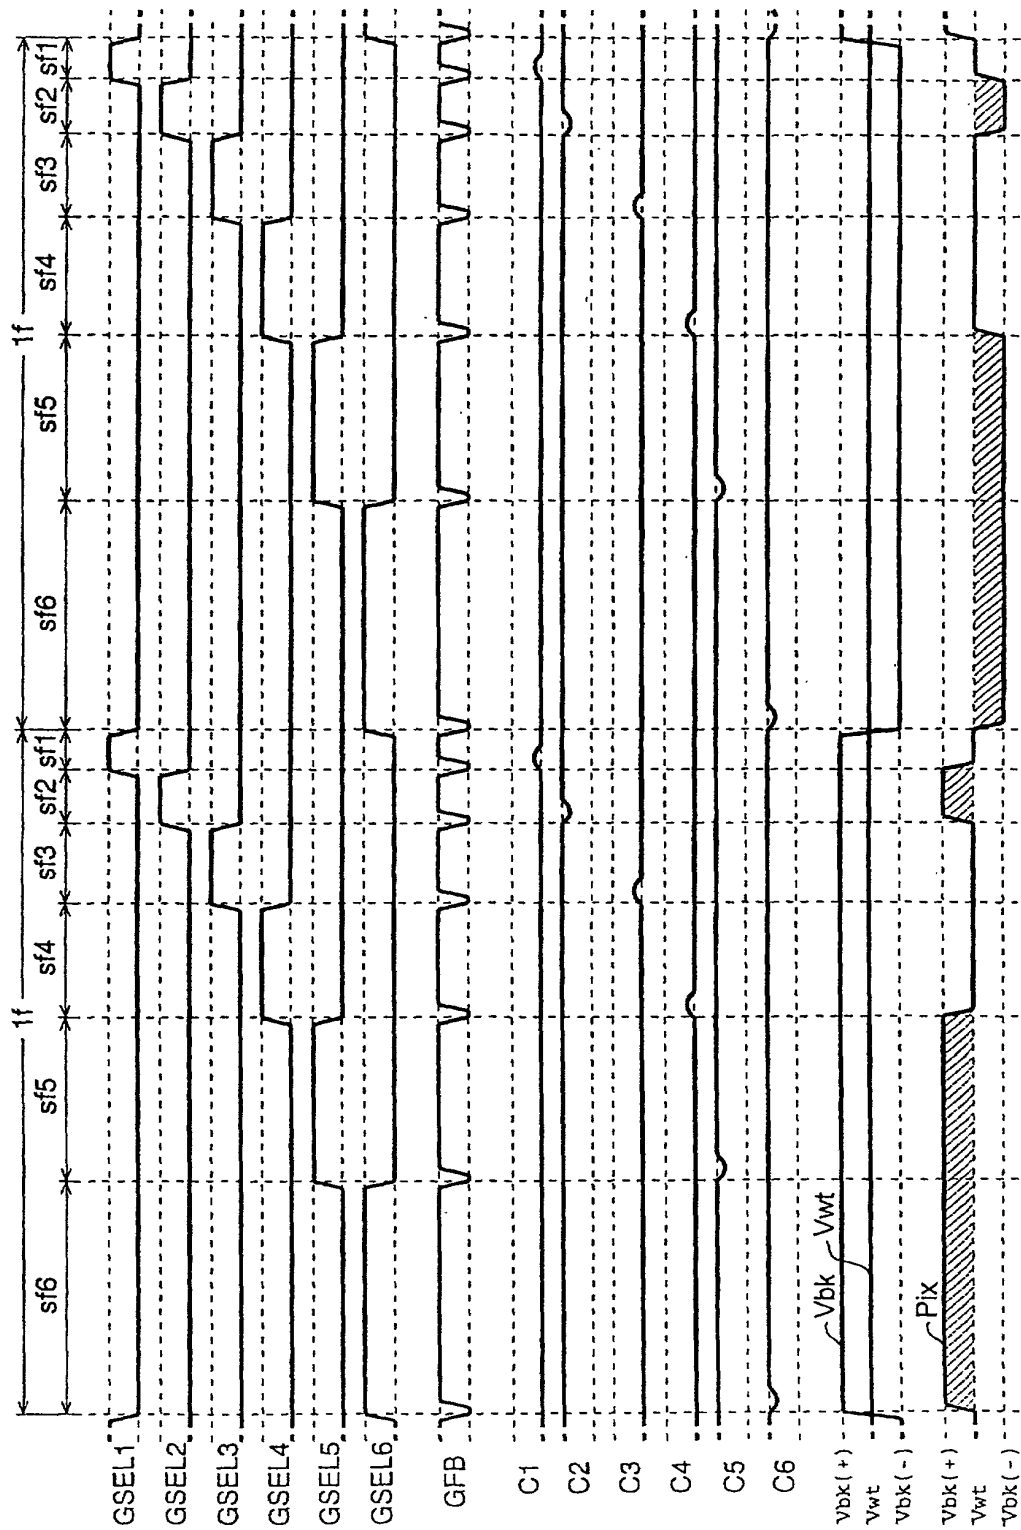 1f 1f
sf6 sf5 sf4 sf3 sf2 sf1 sf6 sf5 sf4 sf3 sf2 sf1
GSEL1
GSEL2
GSEL3
GSEL4
GSEL5
GSEL6
GFB
C1
C2
C3
C4
C5
C6
Vbk Vwt
Vbk(+)
Vwt
Vbk(-)
Pix
Vbk(+)
Vwt
Vbk(-)